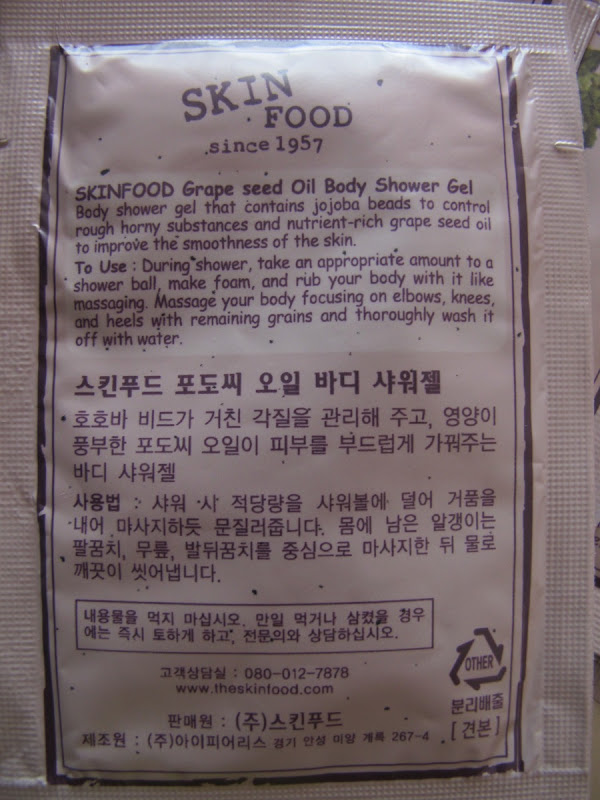 SKIN
FOOD
since 1957
SKINFOOD Grape seed Oil Body Shower Gel
Body shower gel that contains jojoba beads to control
rough horny substances and nutrient-rich grape seed oil
to improve the smoothness of the skin.
To Use : During shower, take an appropriate amount to a
shower ball, make foam, and rub your body with it like
massaging. Massage your body focusing on elbows, knees,
and heels with remaining grains and thoroughly wash it
off with water.
스킨푸드 포도씨 오일 바디 샤워젤
호호바 비드가 거친 각질을 관리해 주고, 영양이
풍부한 포도씨 오일이 피부를 부드럽게 가꿔주는
바디 샤워젤
사용법 : 샤워 시 적당량을 샤워볼에 덜어 거품을
내어 마사지하듯 문질러줍니다. 몸에 남은 알갱이는
팔꿈치, 무릎, 발뒤꿈치를 중심으로 마사지한 뒤 물로
깨끗이 씻어냅니다.
내용물을 먹지 마십시오. 만일 먹거나 삼켰을 경우
에는 즉시 토하게 하고, 전문의와 상담하십시오.
고객상담실 : 080-012-7878
www.theskinfood.com
OTHER
분리배출
판매원 : (주)스킨푸드
[견본]
제조원 : (주)아이피어리스 경기 안성 미양 계륵 267-4